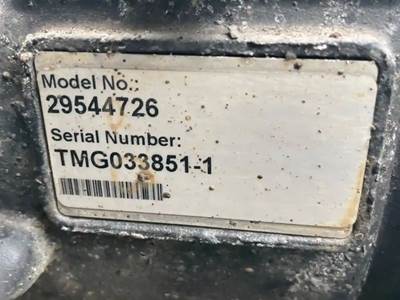 Model No.:
29544726
Serial Number:
TMG033851-1